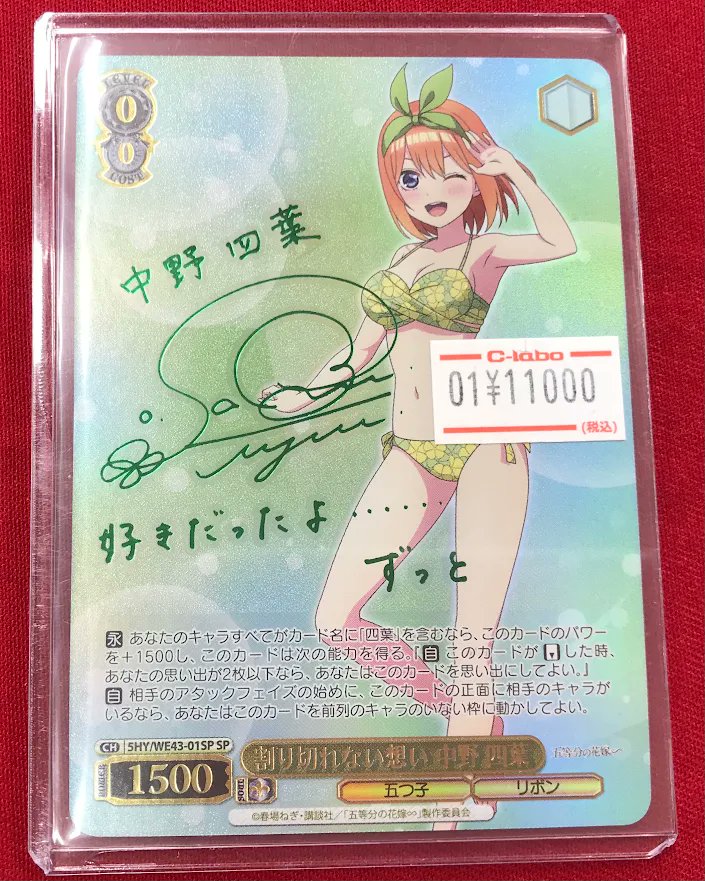 LEVEL
0
0
COST
中野 四葉
C-labo
01¥11000
(税込)
好きだったよ……
ずっと
永 あなたのキャラすべてがカード名に「四葉」を含むなら、このカードのパワー
を+1500し、このカードは次の能力を得る。『自 このカードが した時、
あなたの思い出が2枚以下なら、あなたはこのカードを思い出にしてよい。』
自 相手のアタックフェイズの始めに、このカードの正面に相手のキャラが
いるなら、あなたはこのカードを前列のキャラのいない枠に動かしてよい。
CH 5HY/WE43-01SP SP
割り切れない想い 中野 四葉
五等分の花嫁∽
POWER 1500 SOUL
五つ子 リボン
©春場ねぎ・講談社/「五等分の花嫁∽」製作委員会